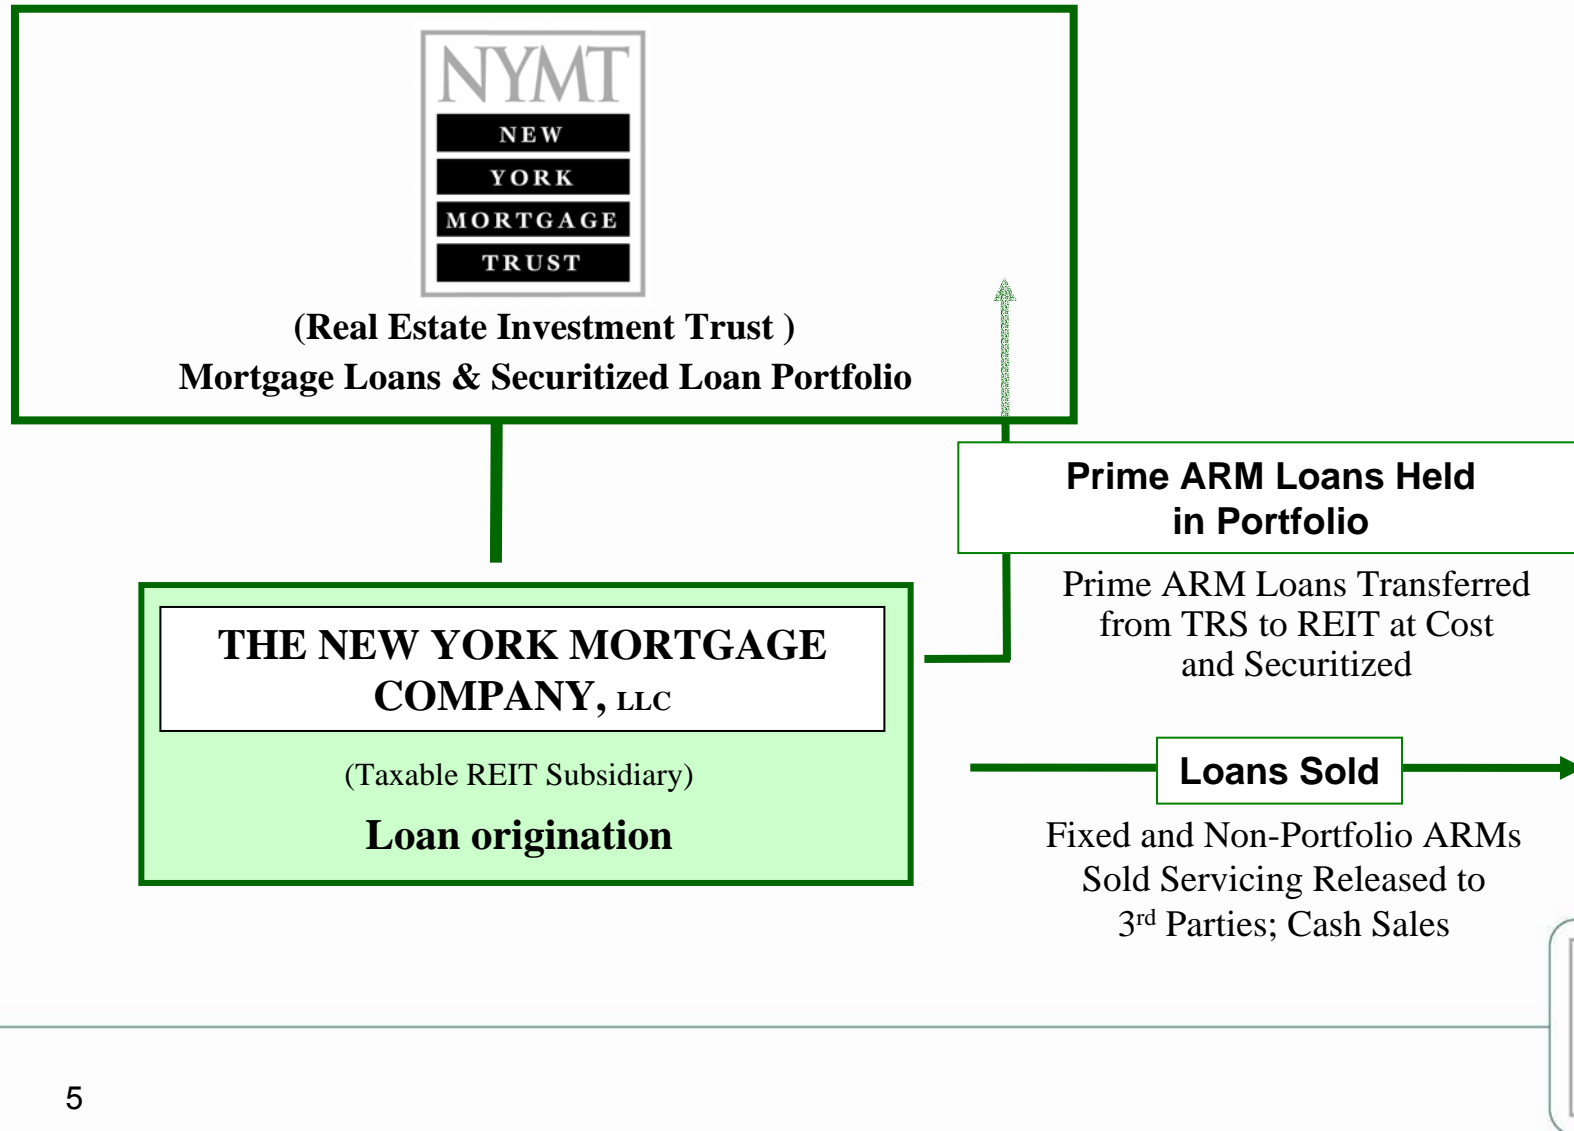 NYMT
NEW
YORK
MORTGAGE
TRUST
(Real Estate Investment Trust )
Mortgage Loans & Securitized Loan Portfolio
Prime ARM Loans Held
in Portfolio
Prime ARM Loans Transferred
from TRS to REIT at Cost
and Securitized
THE NEW YORK MORTGAGE
COMPANY, LLC
(Taxable REIT Subsidiary)
Loan origination
Loans Sold
Fixed and Non-Portfolio ARMs
Sold Servicing Released to
3rd Parties; Cash Sales
5